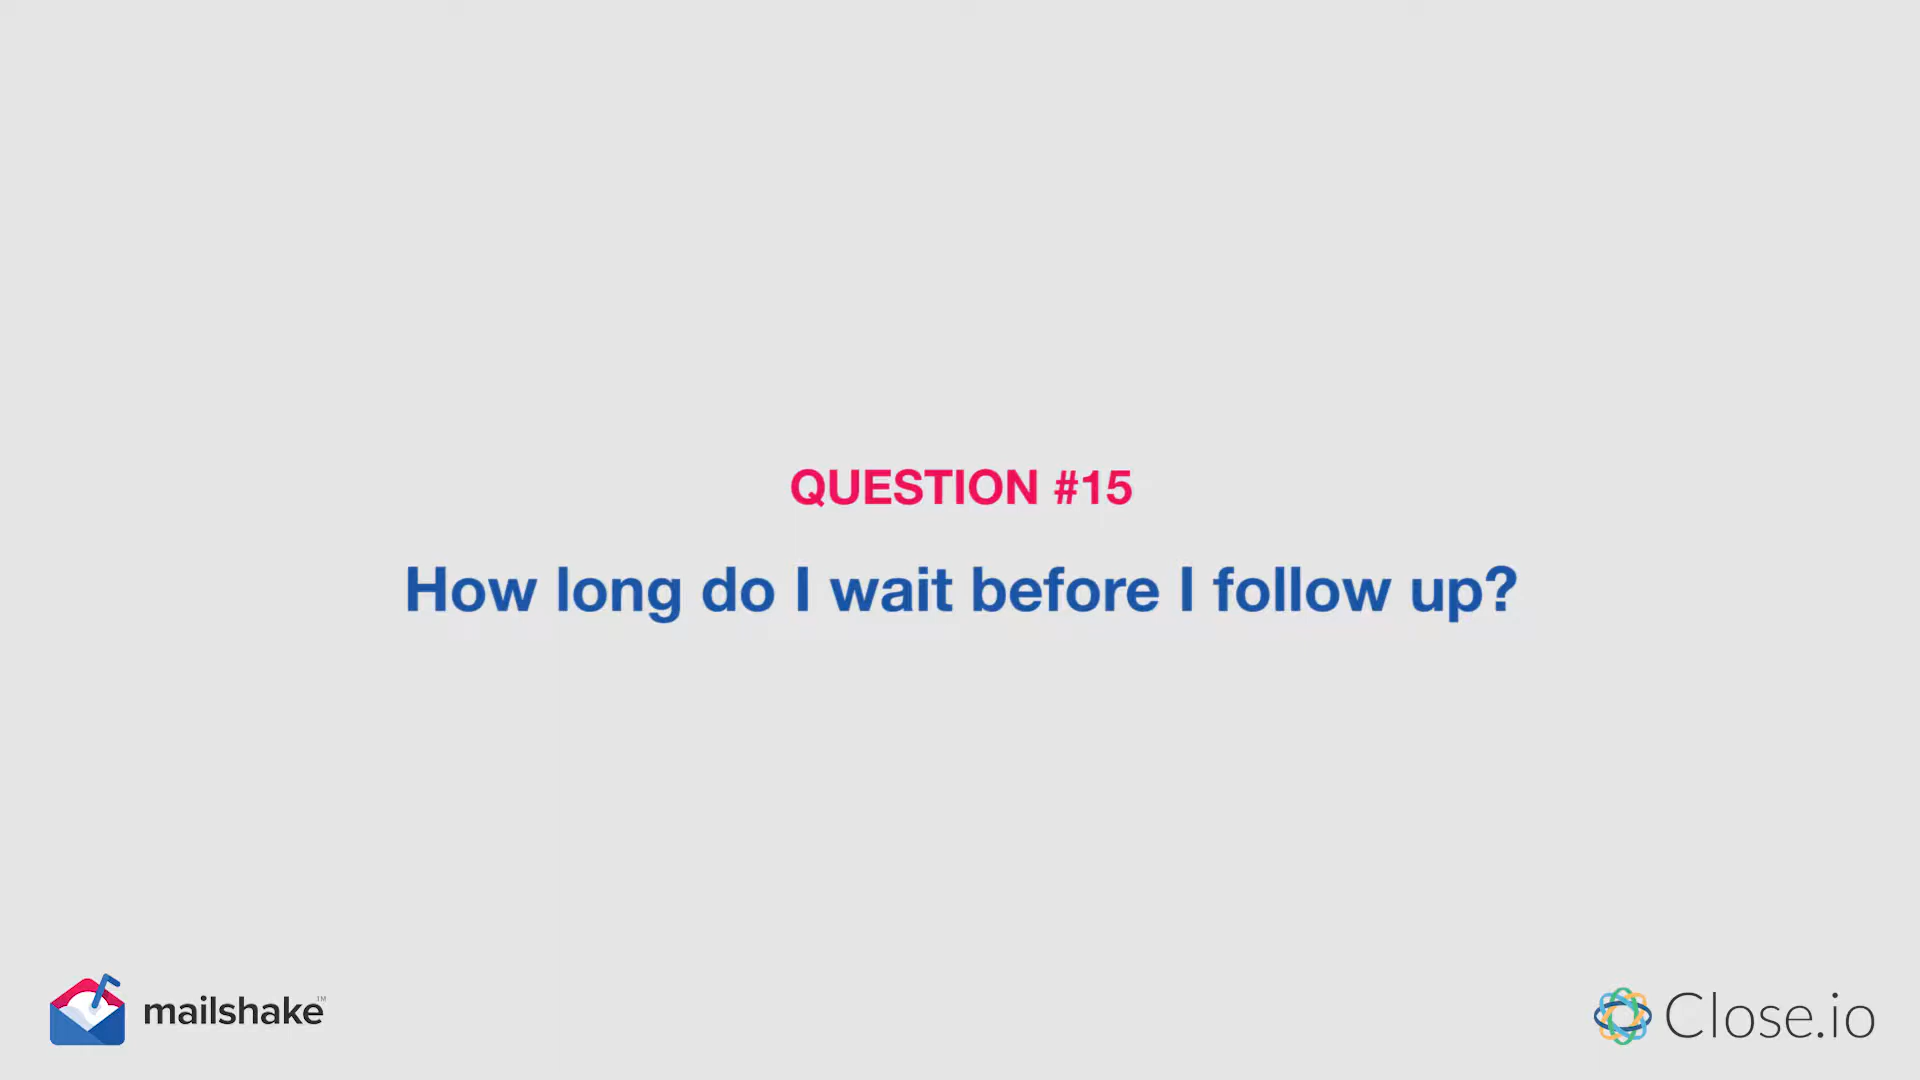 QUESTION #15
How long do I wait before I follow up?
mailshake™
Close.io